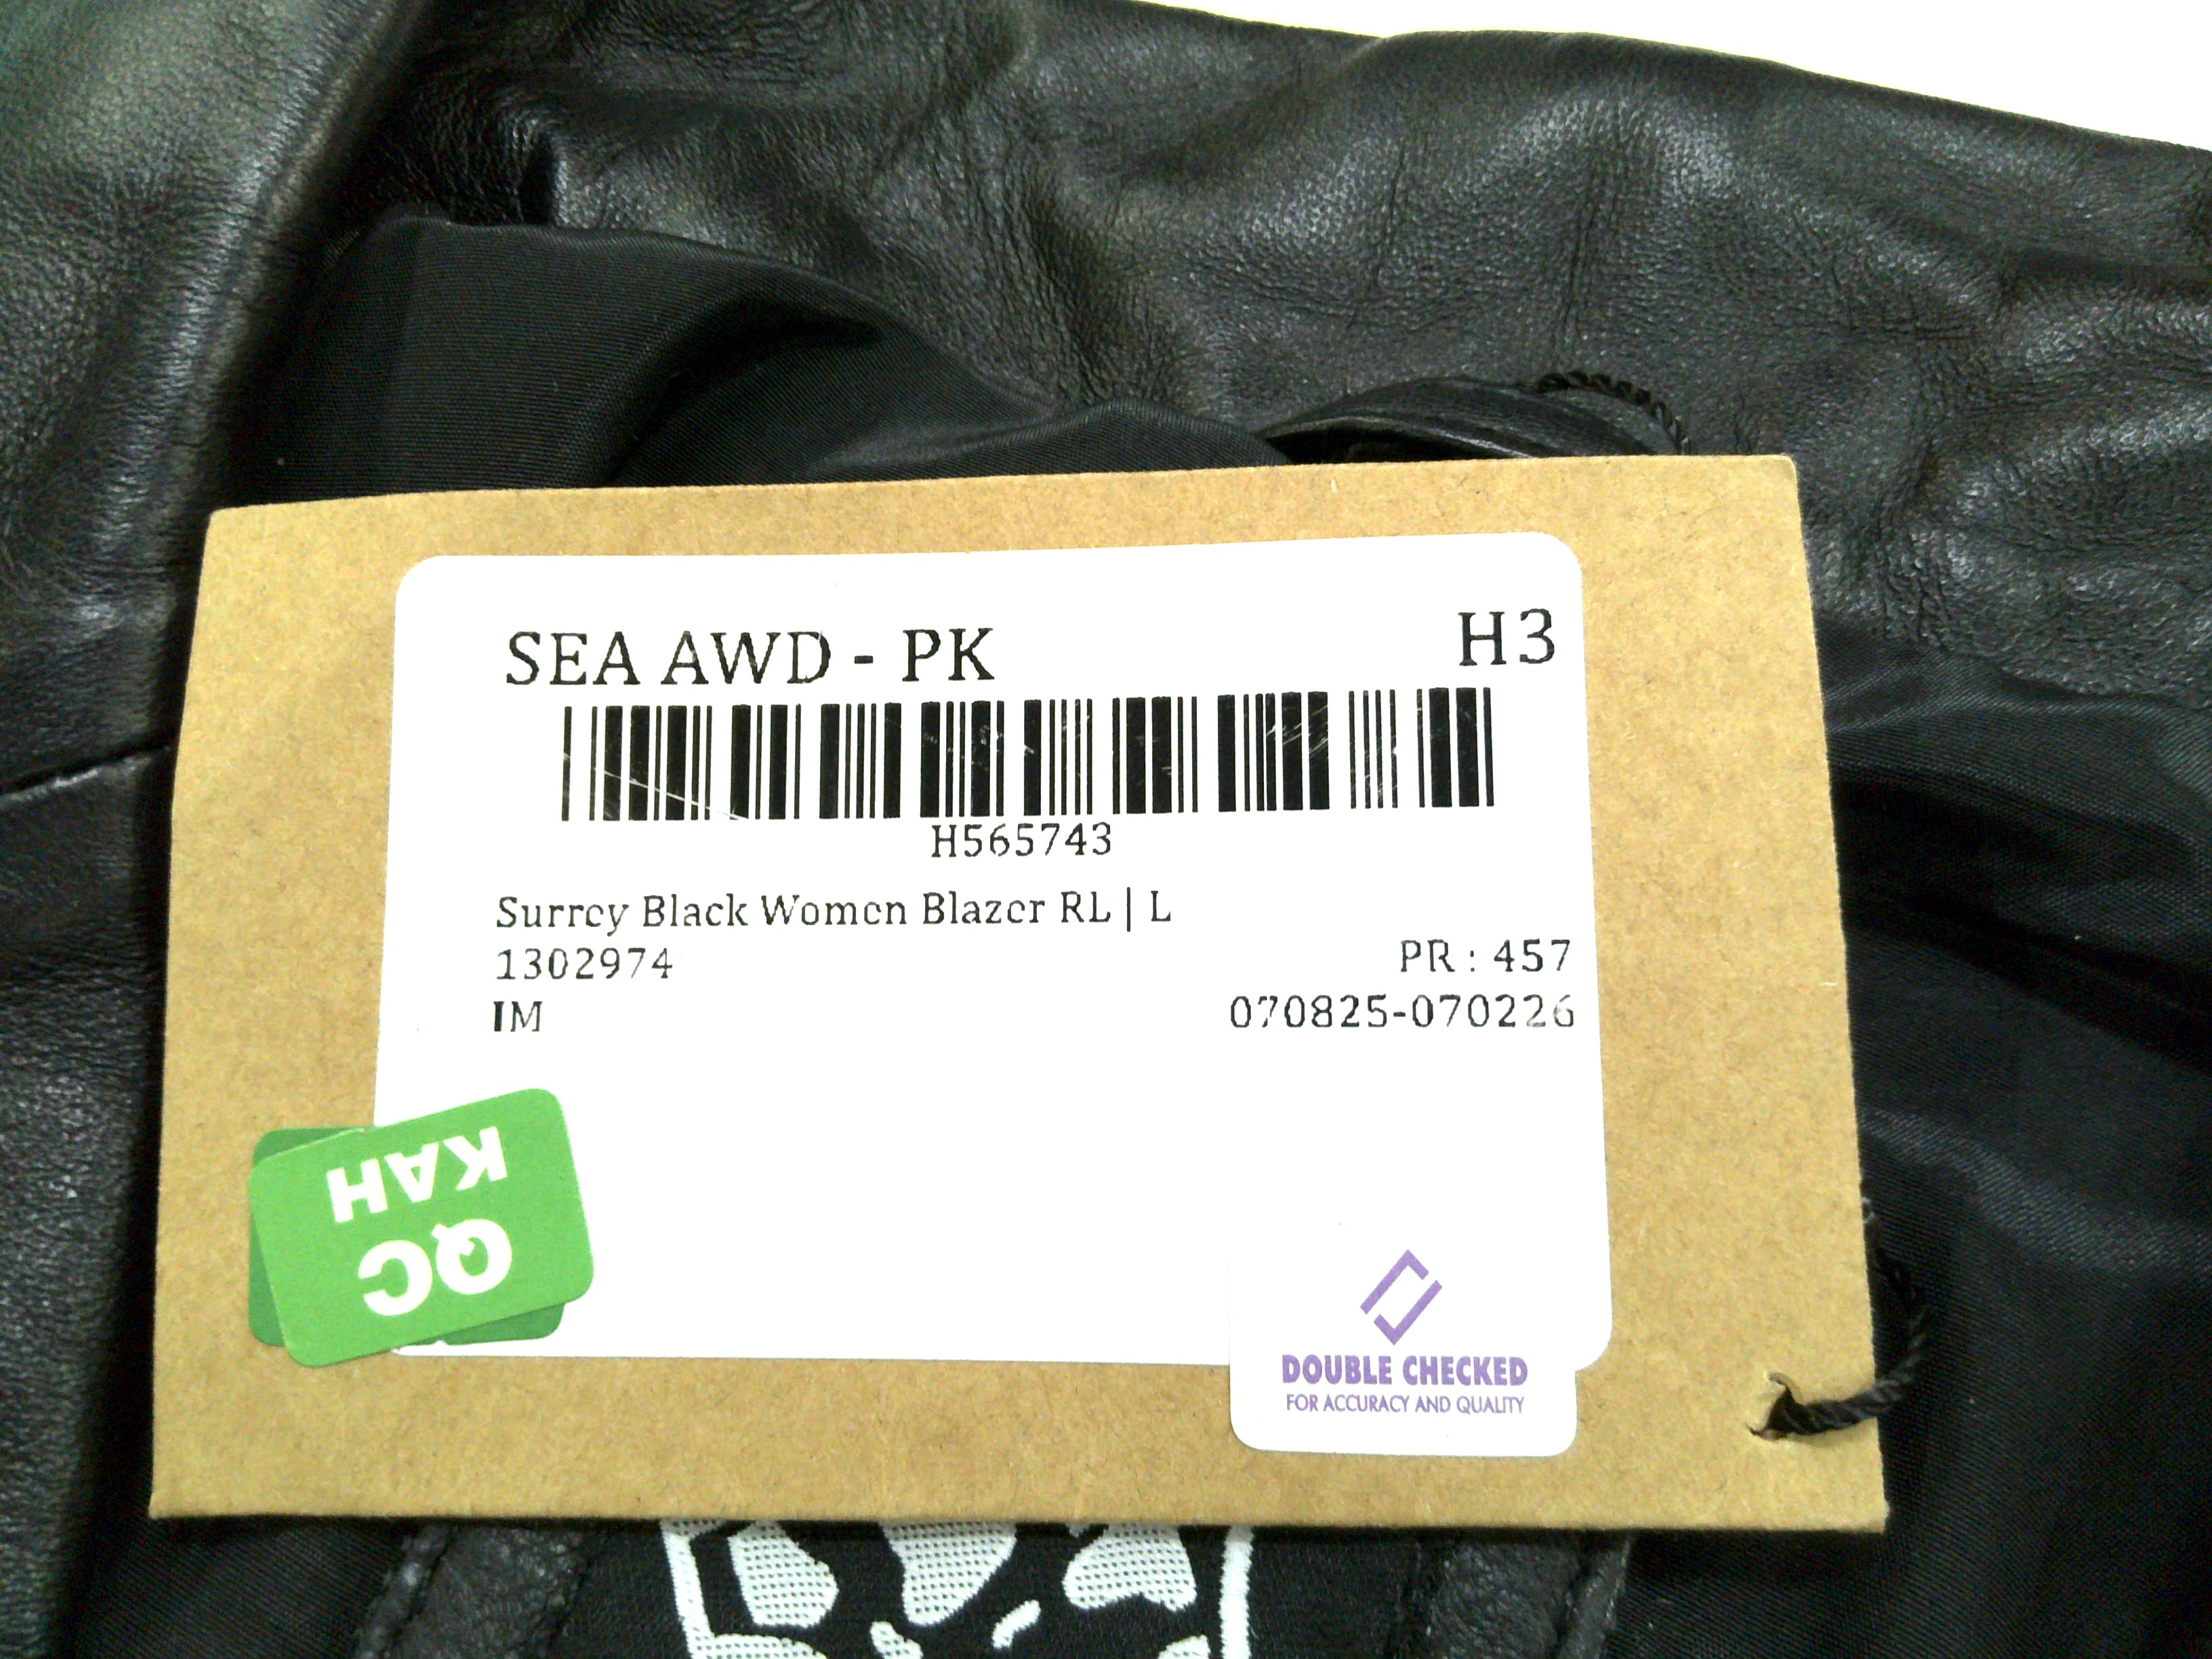 SEA AWD - PK
H3
H565743
Surrey Black Women Blazer RL | L
1302974
PR : 457
IM
070825-070226
QC
KAH
DOUBLE CHECKED
FOR ACCURACY AND QUALITY